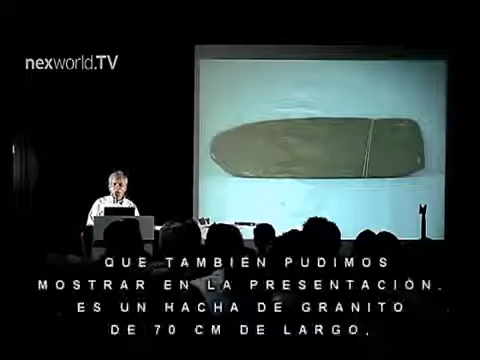 nexworld.TV
QUE TAMBIÉN PUDIMOS
MOSTRAR EN LA PRESENTACIÓN.
ES UN HACHA DE GRANITO
DE 70 CM DE LARGO,